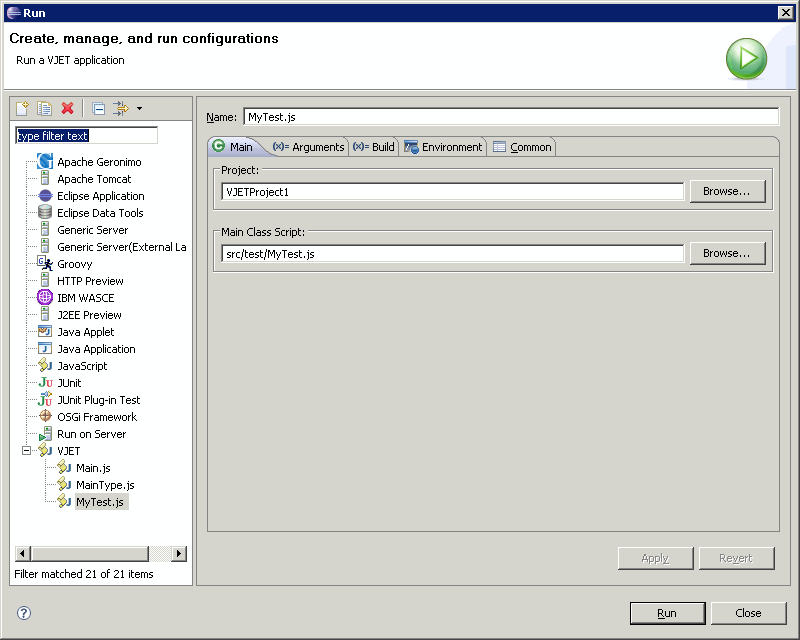 Run
Create, manage, and run configurations
Run a VJET application
type filter text
Apache Geronimo
Apache Tomcat
Eclipse Application
Eclipse Data Tools
Generic Server
Generic Server(External La
Groovy
HTTP Preview
IBM WASCE
J2EE Preview
Java Applet
Java Application
JavaScript
JUnit
JUnit Plug-in Test
OSGi Framework
Run on Server
VJET
Main.js
MainType.js
MyTest.js
Filter matched 21 of 21 items
Name: MyTest.js
Main (x)= Arguments (x)= Build Environment Common
Project:
VJETProject1 Browse...
Main Class Script:
src/test/MyTest.js Browse...
Apply Revert
Run Close